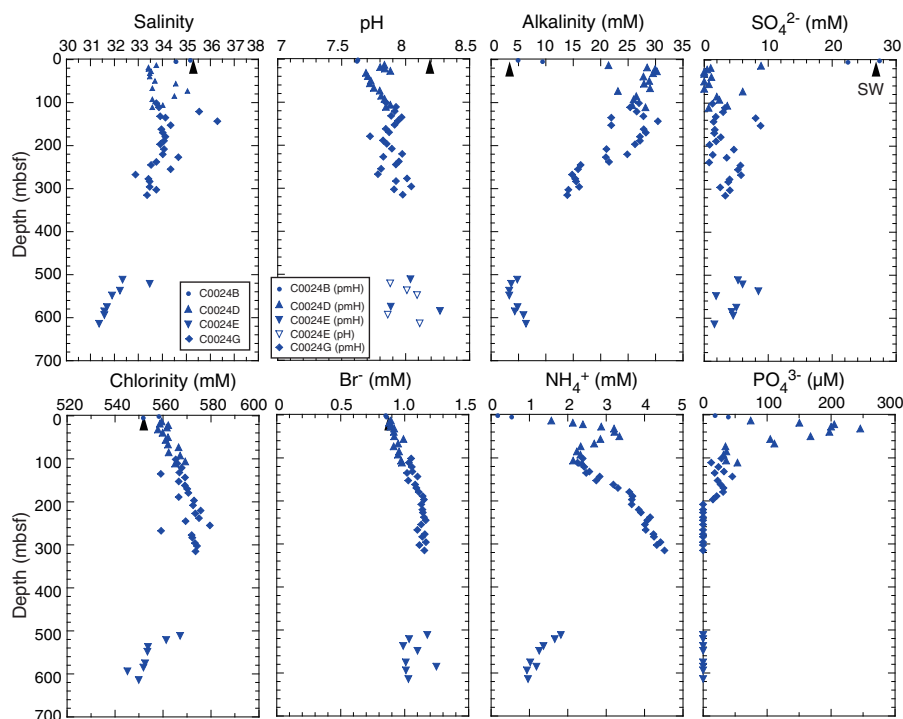 Salinity pH Alkalinity (mM) SO₄²⁻ (mM)
30 31 32 33 34 35 36 37 38 7 7.5 8 8.5 0 5 10 15 20 25 30 35 0 10 20 30
0
100
200
300
400
500
600
700
Depth (mbsf)
SW
C0024B
C0024D
C0024E
C0024G
C0024B (pmH)
C0024D (pmH)
C0024E (pmH)
C0024E (pH)
C0024G (pmH)
Chlorinity (mM) Br⁻ (mM) NH₄⁺ (mM) PO₄³⁻ (µM)
520 540 560 580 600 0 0.5 1 1.5 0 1 2 3 4 5 0 100 200 300
0
100
200
300
400
500
600
700
Depth (mbsf)